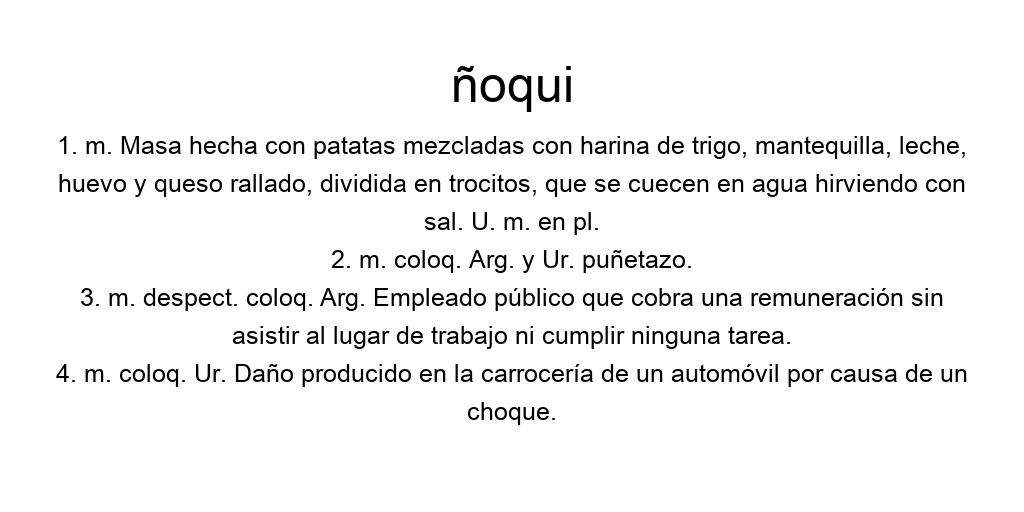 ñoqui
1. m. Masa hecha con patatas mezcladas con harina de trigo, mantequilla, leche,
huevo y queso rallado, dividida en trocitos, que se cuecen en agua hirviendo con
sal. U. m. en pl.
2. m. coloq. Arg. y Ur. puñetazo.
3. m. despect. coloq. Arg. Empleado público que cobra una remuneración sin
asistir al lugar de trabajo ni cumplir ninguna tarea.
4. m. coloq. Ur. Daño producido en la carrocería de un automóvil por causa de un
choque.